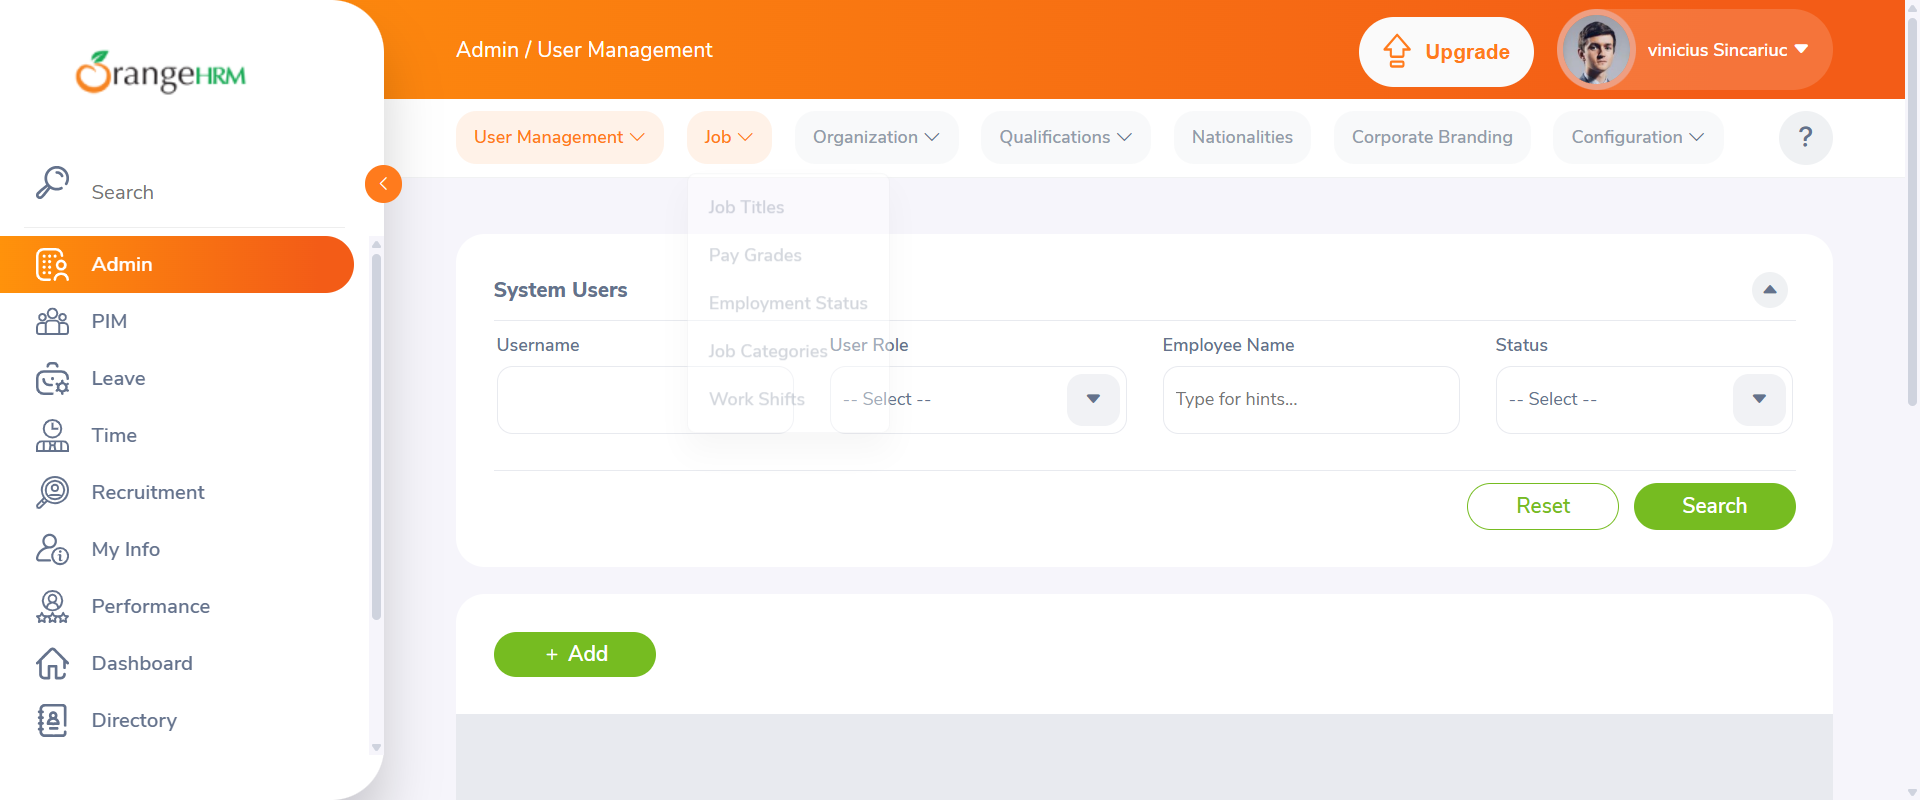 OrangeHRM
Admin / User Management
Upgrade
vinicius Sincariuc
User Management
Job
Organization
Qualifications
Nationalities
Corporate Branding
Configuration
?
Search
Admin
PIM
Leave
Time
Recruitment
My Info
Performance
Dashboard
Directory
Job Titles
Pay Grades
Employment Status
Job Categories
Work Shifts
System Users
Username
User Role
Employee Name
Status
-- Select --
Type for hints...
-- Select --
Reset
Search
+ Add